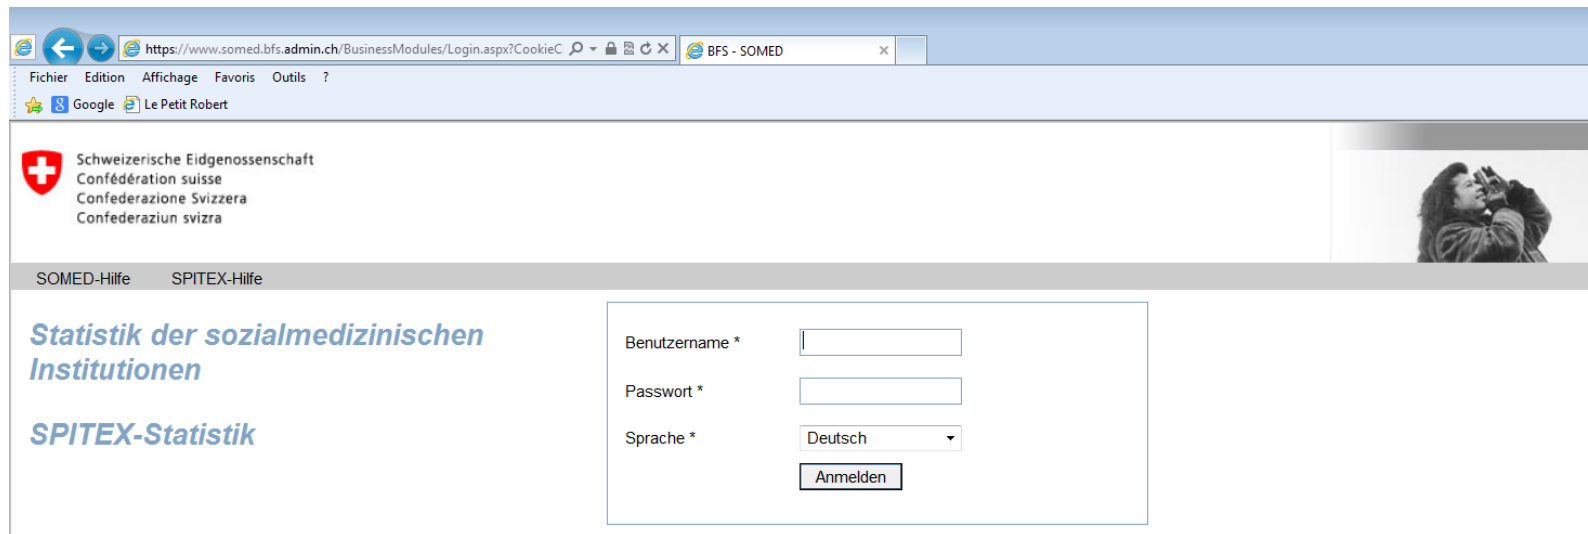 https://www.somed.bfs.admin.ch/BusinessModules/Login.aspx?CookieC
BFS - SOMED
Fichier Edition Affichage Favoris Outils ?
Google Le Petit Robert
Schweizerische Eidgenossenschaft
Confédération suisse
Confederazione Svizzera
Confederaziun svizra
SOMED-Hilfe SPITEX-Hilfe
Statistik der sozialmedizinischen
Institutionen
SPITEX-Statistik
Benutzername *
Passwort *
Sprache * Deutsch
Anmelden